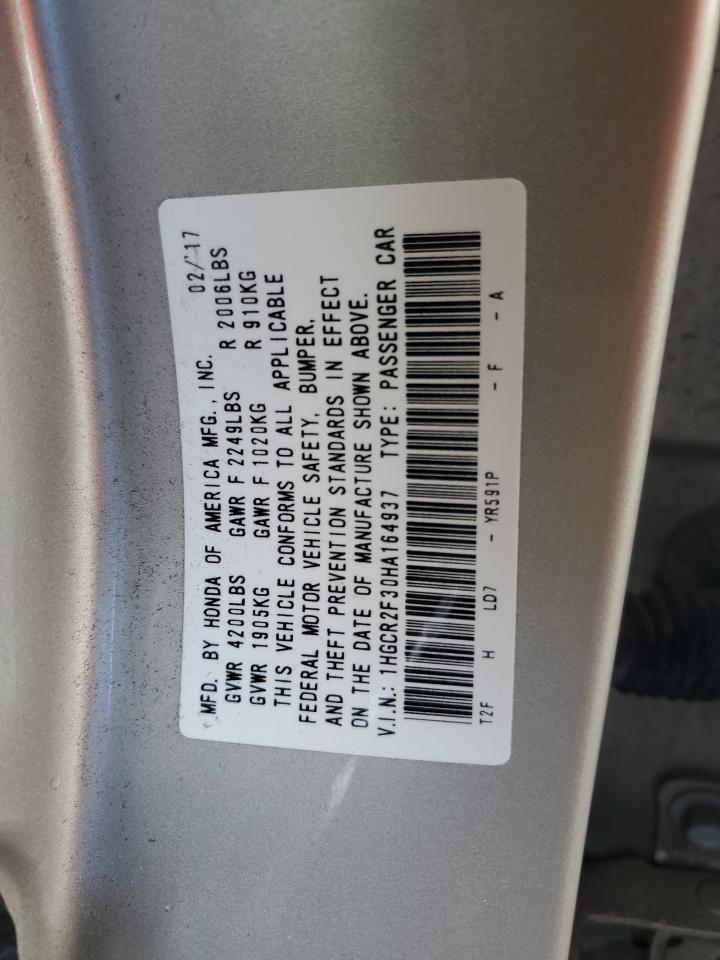 MFD. BY HONDA OF AMERICA MFG., INC. 02/17
GVWR 4200LBS GAWR F 2249LBS R 2006LBS
GVWR 1905KG GAWR F 1020KG R 910KG
THIS VEHICLE CONFORMS TO ALL APPLICABLE
FEDERAL MOTOR VEHICLE SAFETY, BUMPER,
AND THEFT PREVENTION STANDARDS IN EFFECT
ON THE DATE OF MANUFACTURE SHOWN ABOVE.
V.I.N.: 1HGCR2F30HA164937 TYPE: PASSENGER CAR
T2F H LD7 - YR591P - F - A